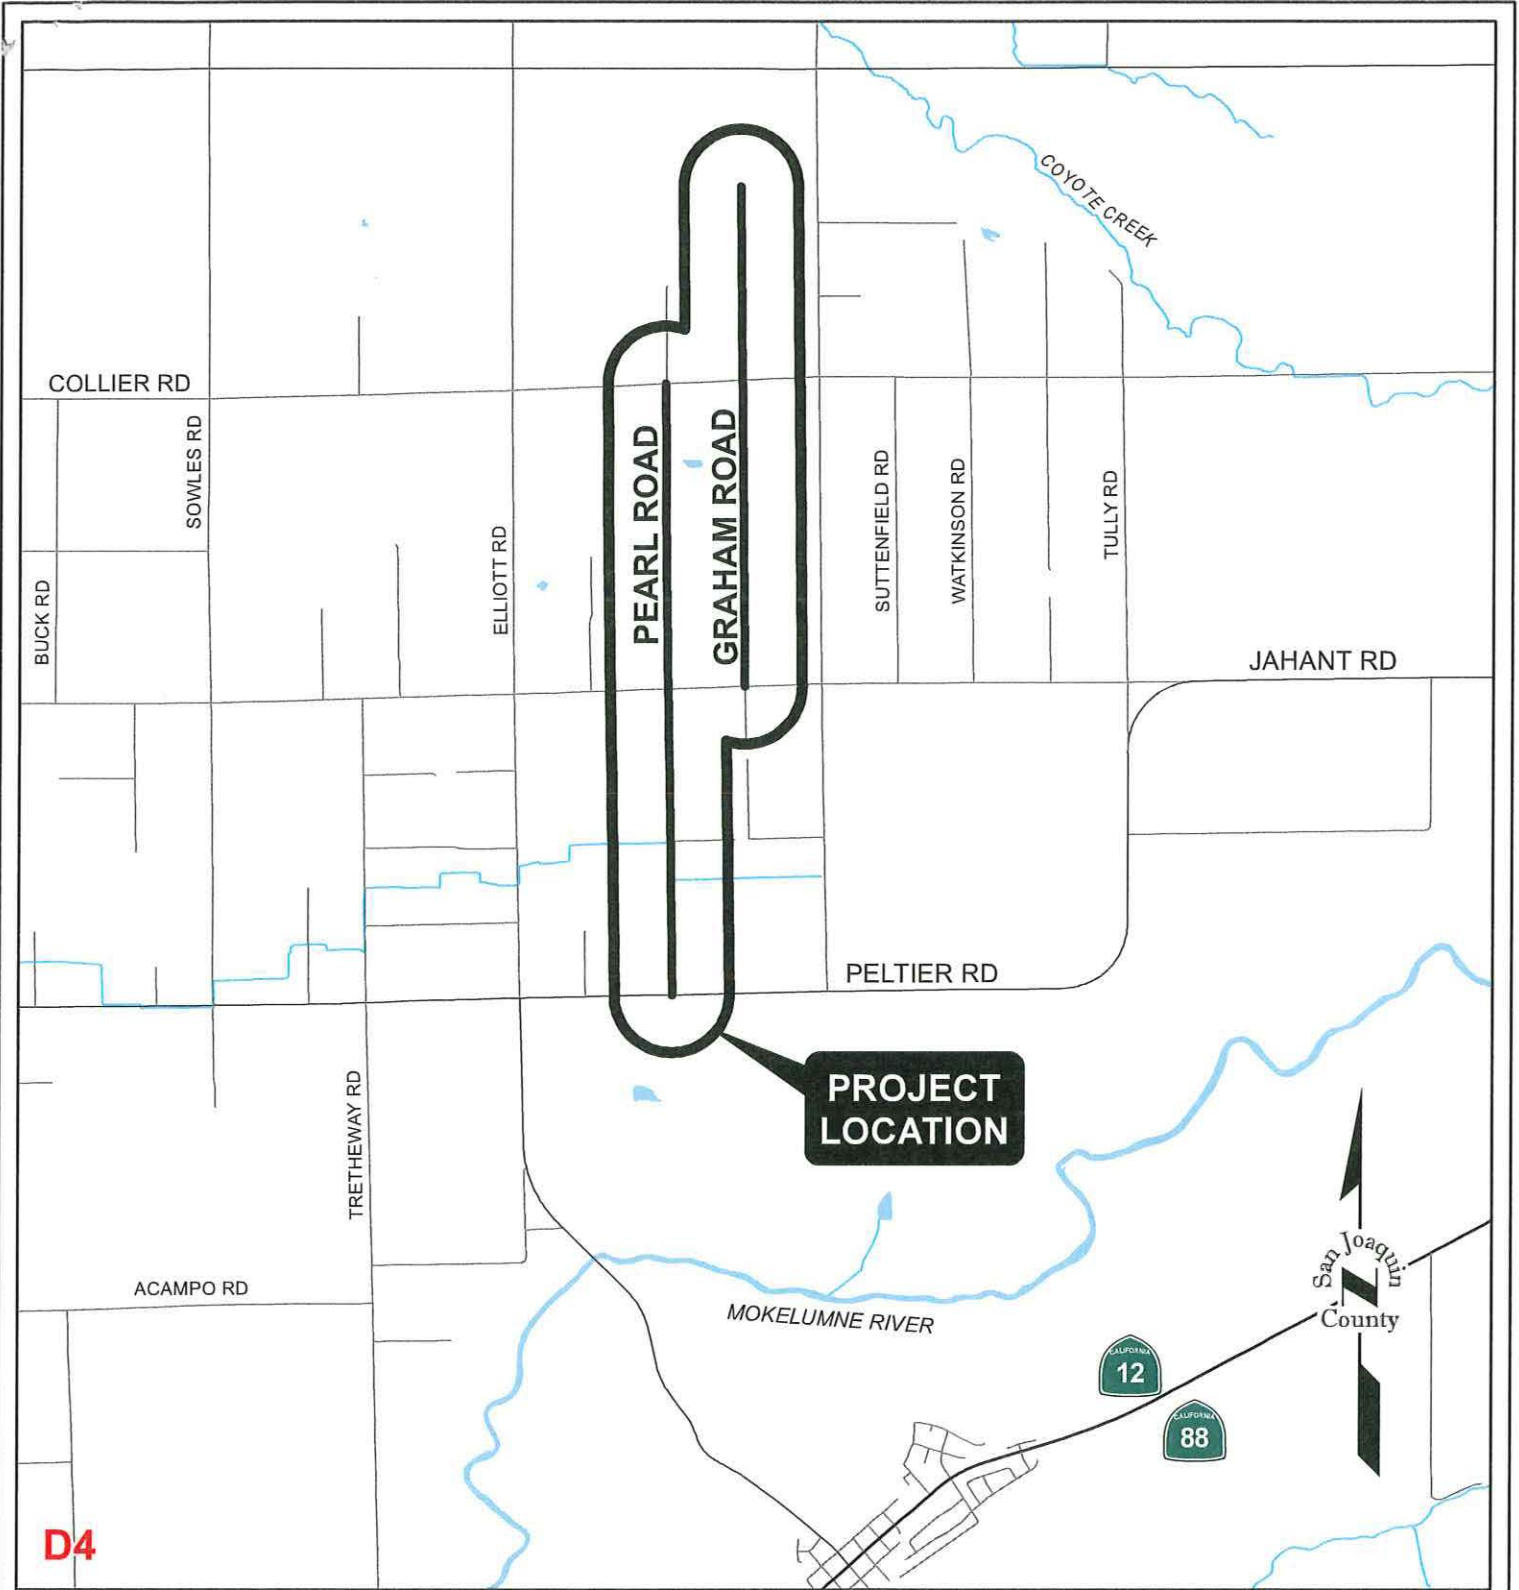 COYOTE CREEK
COLLIER RD
SOWLES RD
BUCK RD
ELLIOTT RD
PEARL ROAD
GRAHAM ROAD
SUTTENFIELD RD
WATKINSON RD
TULLY RD
JAHANT RD
PELTIER RD
PROJECT
LOCATION
TRETHEWAY RD
ACAMPO RD
MOKELUMNE RIVER
San Joaquin
N
County
CALIFORNIA
12
CALIFORNIA
88
D4